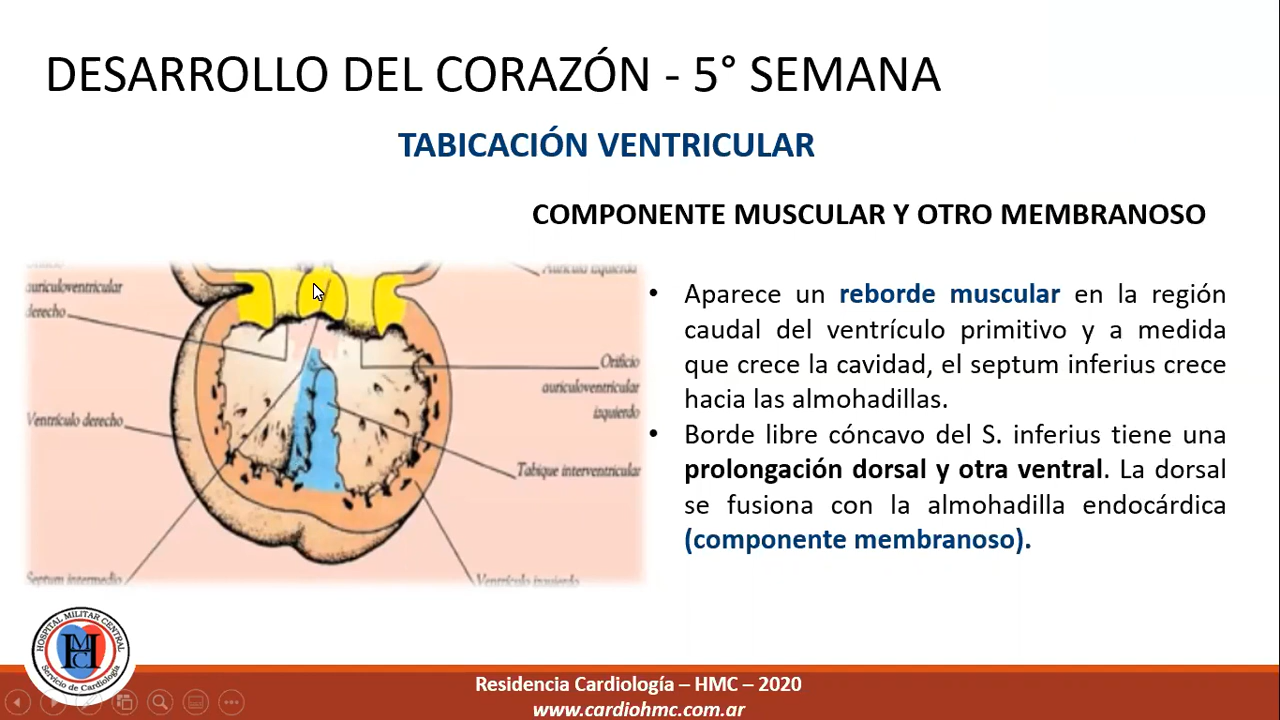 DESARROLLO DEL CORAZÓN - 5° SEMANA
TABICACIÓN VENTRICULAR
COMPONENTE MUSCULAR Y OTRO MEMBRANOSO
auriculoventricular
derecho
Aurícula izquierda
Orificio
auriculoventricular
izquierdo
Ventrículo derecho
Tabique interventricular
Septum intermedio
Ventrículo izquierdo
• Aparece un reborde muscular en la región
caudal del ventrículo primitivo y a medida
que crece la cavidad, el septum inferius crece
hacia las almohadillas.
• Borde libre cóncavo del S. inferius tiene una
prolongación dorsal y otra ventral. La dorsal
se fusiona con la almohadilla endocárdica
(componente membranoso).
HOSPITAL MILITAR CENTRAL
HMC
Servicio de Cardiología
Residencia Cardiología – HMC – 2020
www.cardiohmc.com.ar